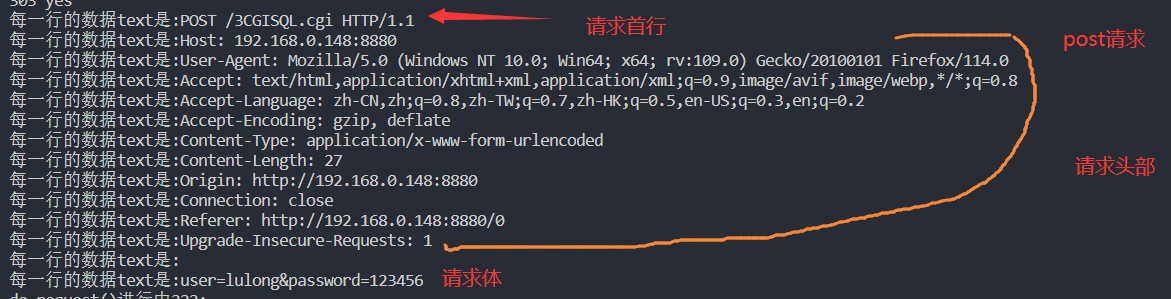 303 yes
每一行的数据text是:POST /3CGISQL.cgi HTTP/1.1
请求首行
每一行的数据text是:Host: 192.168.0.148:8880
post请求
每一行的数据text是:User-Agent: Mozilla/5.0 (Windows NT 10.0; Win64; x64; rv:109.0) Gecko/20100101 Firefox/114.0
每一行的数据text是:Accept: text/html,application/xhtml+xml,application/xml;q=0.9,image/avif,image/webp,*/*;q=0.8
每一行的数据text是:Accept-Language: zh-CN,zh;q=0.8,zh-TW;q=0.7,zh-HK;q=0.5,en-US;q=0.3,en;q=0.2
每一行的数据text是:Accept-Encoding: gzip, deflate
每一行的数据text是:Content-Type: application/x-www-form-urlencoded
每一行的数据text是:Content-Length: 27
请求头部
每一行的数据text是:Origin: http://192.168.0.148:8880
每一行的数据text是:Connection: close
每一行的数据text是:Referer: http://192.168.0.148:8880/0
每一行的数据text是:Upgrade-Insecure-Requests: 1
每一行的数据text是:
每一行的数据text是:user=lulong&password=123456
请求体
do_request()进行中222: